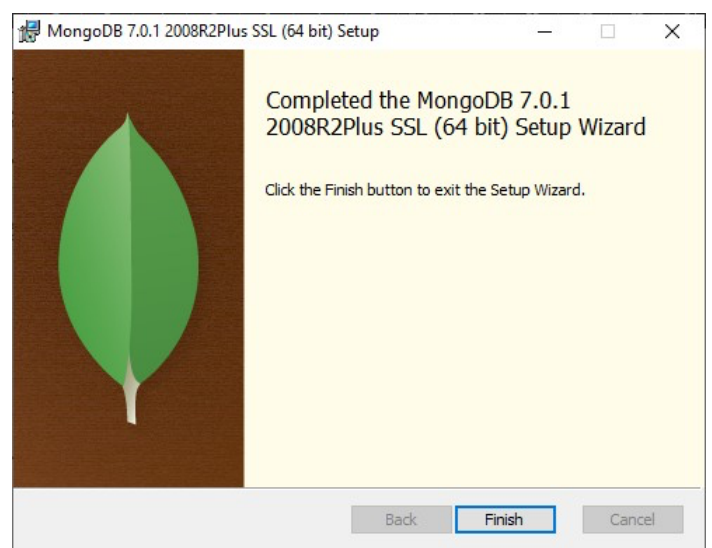 MongoDB 7.0.1 2008R2Plus SSL (64 bit) Setup
Completed the MongoDB 7.0.1
2008R2Plus SSL (64 bit) Setup Wizard
Click the Finish button to exit the Setup Wizard.
Back
Finish
Cancel